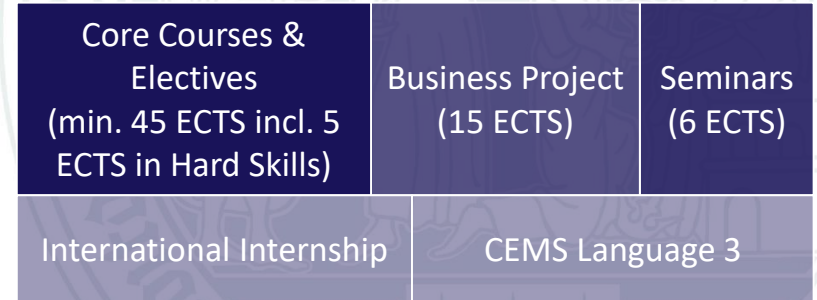 Core Courses &
Electives
(min. 45 ECTS incl. 5
ECTS in Hard Skills)
Business Project
(15 ECTS)
Seminars
(6 ECTS)
International Internship
CEMS Language 3